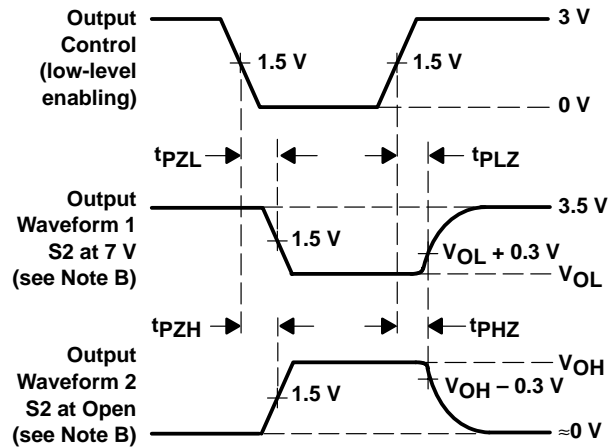 Output
Control
(low-level
enabling)
1.5 V
1.5 V
3 V
0 V
tPZL
tPLZ
Output
Waveform 1
S2 at 7 V
(see Note B)
1.5 V
3.5 V
VOL + 0.3 V
VOL
tPZH
tPHZ
Output
Waveform 2
S2 at Open
(see Note B)
1.5 V
VOH
VOH − 0.3 V
≈0 V